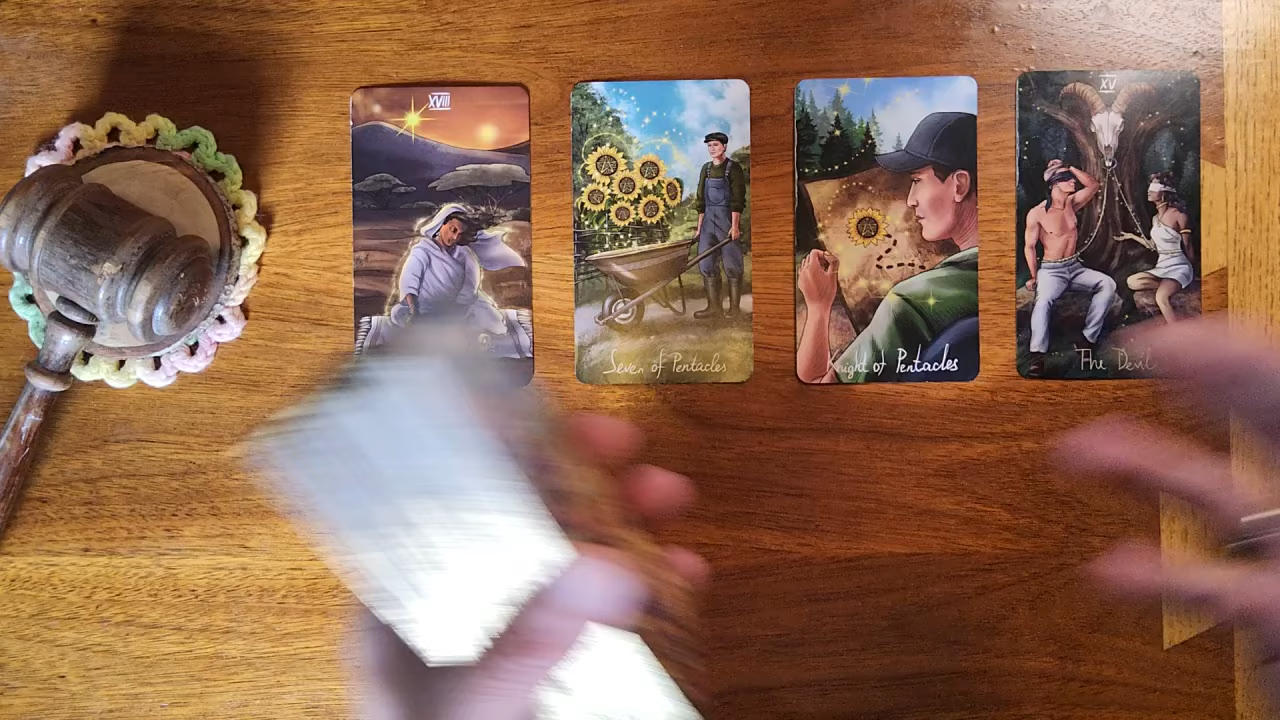 XVIII
Seven of Pentacles
Knight of Pentacles
XV
The Devil